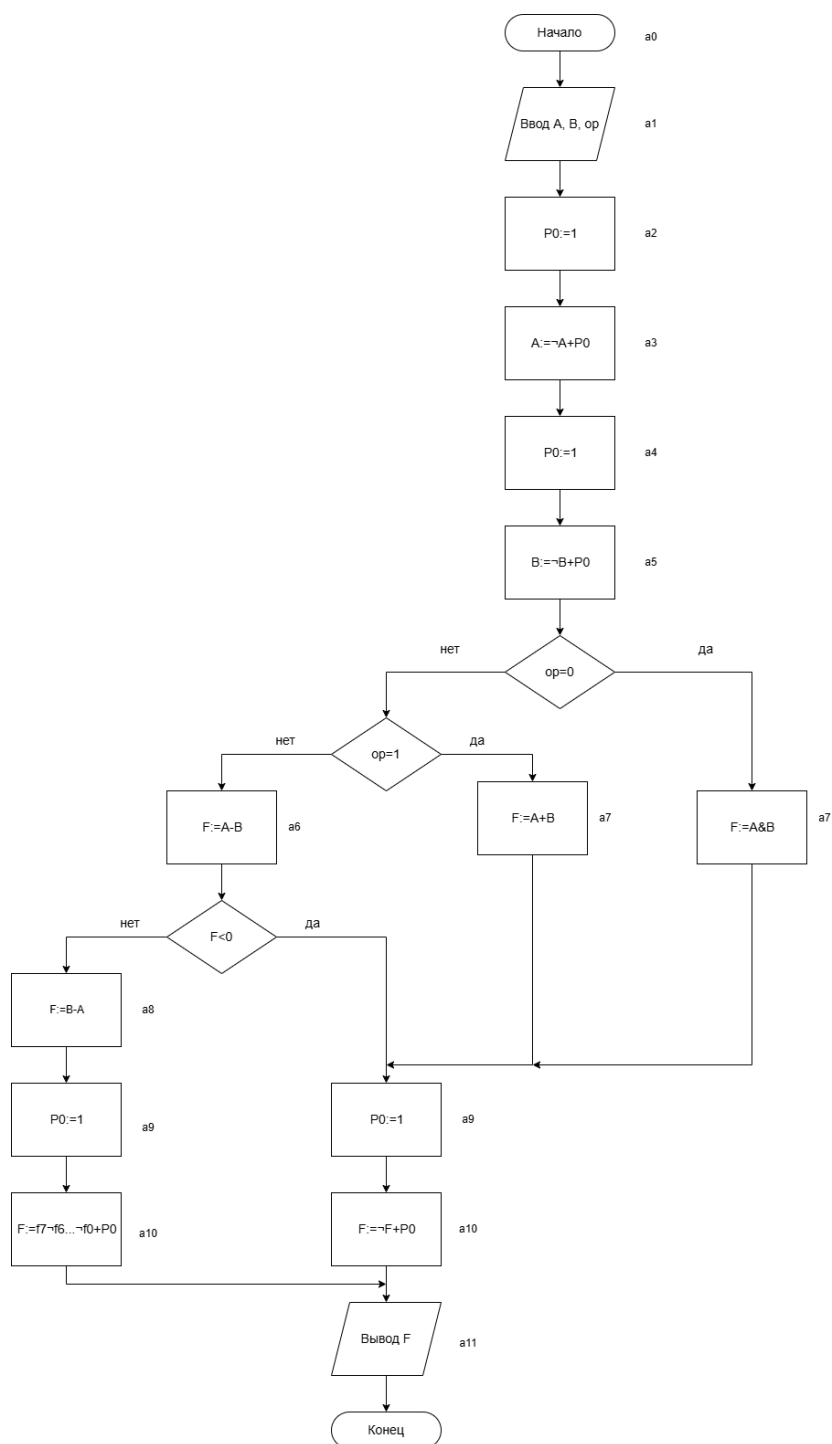 Начало
a0
Ввод А, В, ор
a1
P0:=1
a2
A:=¬A+P0
a3
P0:=1
a4
B:=¬B+P0
a5
нет
op=0
да
нет
op=1
да
F:=A-B
a6
F:=A+B
a7
F:=A&B
a7
нет
F<0
да
F:=B-A
a8
P0:=1
a9
P0:=1
a9
F:=f7¬f6...¬f0+P0
a10
F:=¬F+P0
a10
Вывод F
a11
Конец